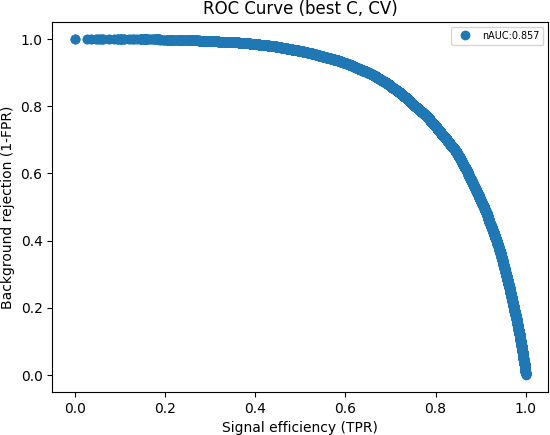 ROC Curve (best C, CV)
nAUC:0.857
Background rejection (1-FPR)
1.0
0.8
0.6
0.4
0.2
0.0
0.0 0.2 0.4 0.6 0.8 1.0
Signal efficiency (TPR)